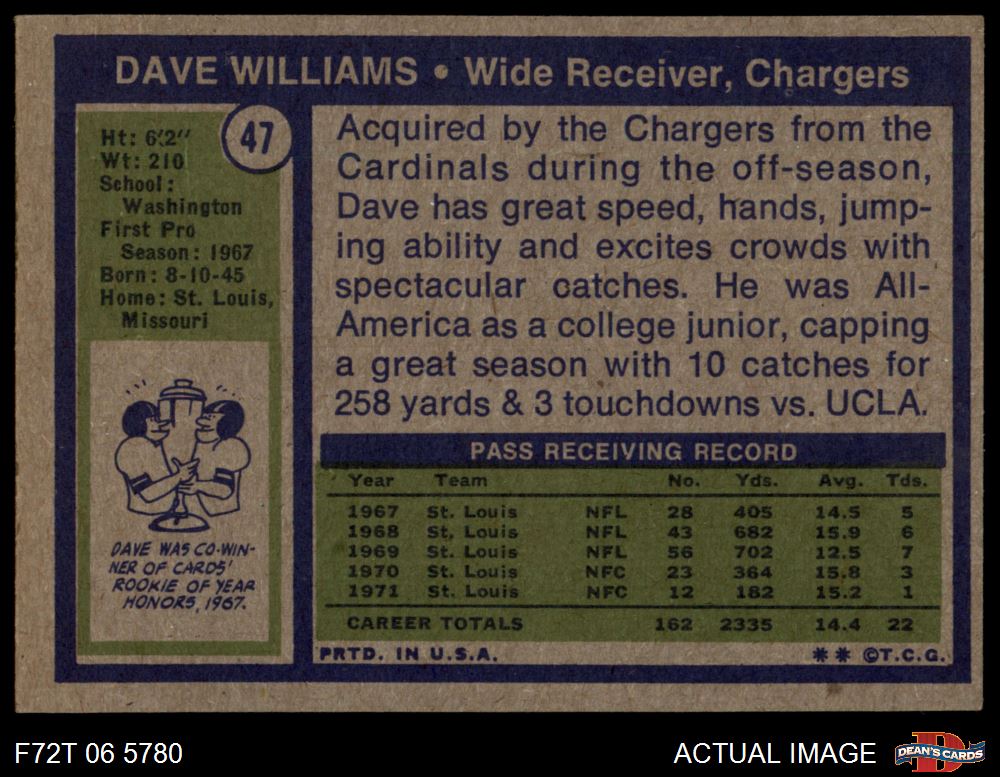 DAVE WILLIAMS • Wide Receiver, Chargers
47
Ht: 6'2"
Wt: 210
School:
Washington
First Pro
Season: 1967
Born: 8-10-45
Home: St. Louis,
Missouri
DAVE WAS CO-WIN-
NER OF CARDS'
ROOKIE OF YEAR
HONORS, 1967.
Acquired by the Chargers from the
Cardinals during the off-season,
Dave has great speed, hands, jump-
ing ability and excites crowds with
spectacular catches. He was All-
America as a college junior, capping
a great season with 10 catches for
258 yards & 3 touchdowns vs. UCLA.
PASS RECEIVING RECORD
Year Team No. Yds. Avg. Tds.
1967 St. Louis NFL 28 405 14.5 5
1968 St. Louis NFL 43 682 15.9 6
1969 St. Louis NFL 56 702 12.5 7
1970 St. Louis NFC 23 364 15.8 3
1971 St. Louis NFC 12 182 15.2 1
CAREER TOTALS 162 2335 14.4 22
PRTD. IN U.S.A. ** ©T.C.G.
F72T 06 5780 ACTUAL IMAGE
D
DEAN'S CARDS